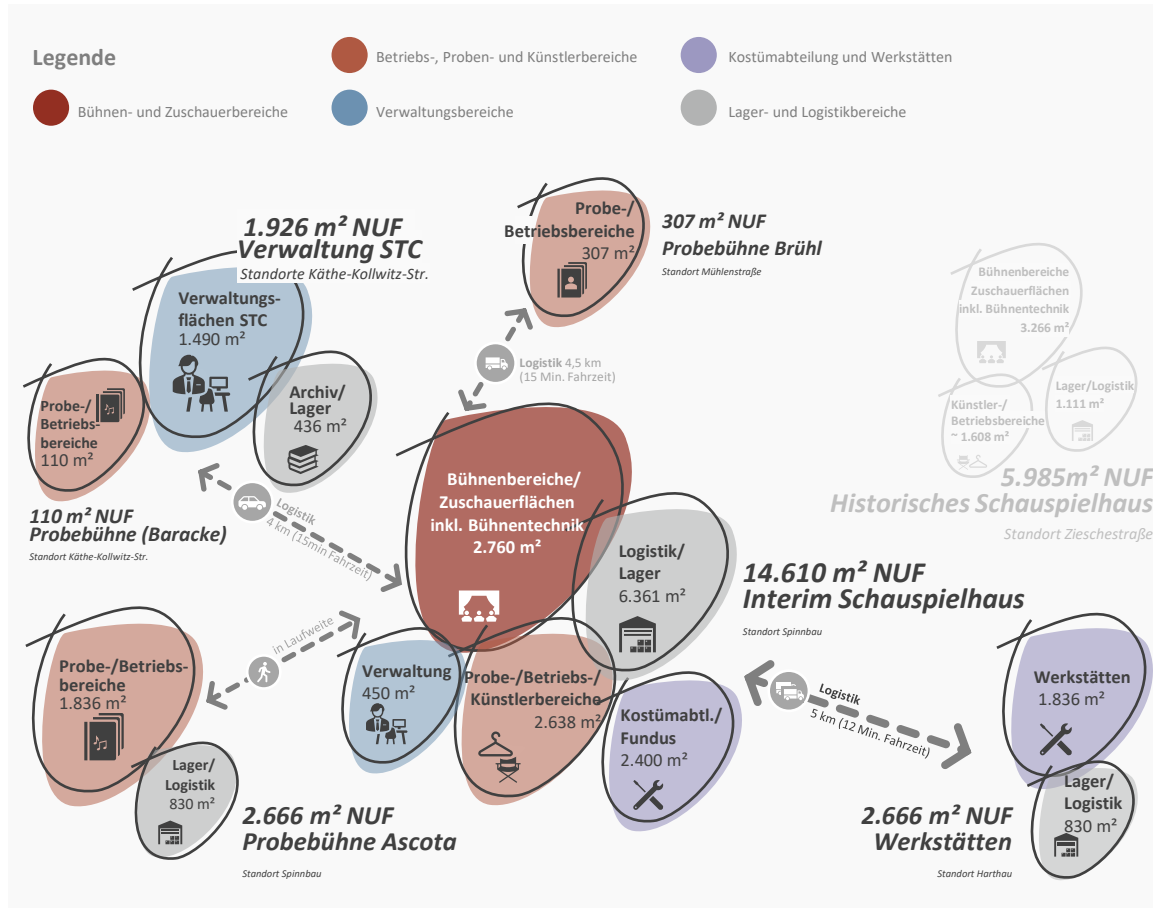 Legende
Betriebs-, Proben- und Künstlerbereiche
Kostümabteilung und Werkstätten
Bühnen- und Zuschauerbereiche
Verwaltungsbereiche
Lager- und Logistikbereiche
1.926 m² NUF
Verwaltung STC
Standorte Käthe-Kollwitz-Str.
Verwaltungs-
flächen STC
1.490 m²
Archiv/
Lager
436 m²
Probe-/
Betriebs-
bereiche
110 m²
110 m² NUF
Probebühne (Baracke)
Standort Käthe-Kollwitz-Str.
Probe-/
Betriebsbereiche
307 m²
307 m² NUF
Probebühne Brühl
Standort Mühlenstraße
Logistik 4,5 km
(15 Min. Fahrzeit)
Logistik
4 km (15min Fahrzeit)
Bühnenbereiche
Zuschauerflächen
inkl. Bühnentechnik
3.266 m²
Lager/Logistik
1.111 m²
Künstler-/
Betriebsbereiche
~ 1.608 m²
5.985m² NUF
Historisches Schauspielhaus
Standort Zieschestraße
Bühnenbereiche/
Zuschauerflächen
inkl. Bühnentechnik
2.760 m²
Logistik/
Lager
6.361 m²
14.610 m² NUF
Interim Schauspielhaus
Standort Spinnbau
in Laufweite
Verwaltung
450 m²
Probe-/Betriebs-/
Künstlerbereiche
2.638 m²
Kostümabtl./
Fundus
2.400 m²
Probe-/Betriebs-
bereiche
1.836 m²
Lager/
Logistik
830 m²
2.666 m² NUF
Probebühne Ascota
Standort Spinnbau
Logistik
5 km (12 Min. Fahrzeit)
Werkstätten
1.836 m²
Lager/
Logistik
830 m²
2.666 m² NUF
Werkstätten
Standort Harthau